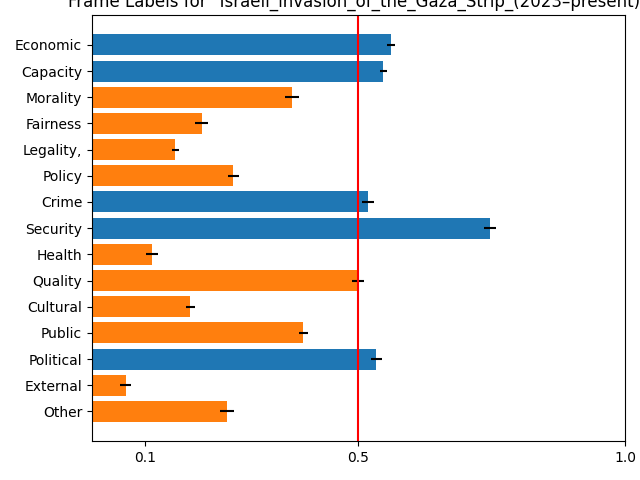 Frame Labels for "Israeli_invasion_of_the_Gaza_Strip_(2023–present)
Economic
Capacity
Morality
Fairness
Legality,
Policy
Crime
Security
Health
Quality
Cultural
Public
Political
External
Other
0.1 0.5 1.0